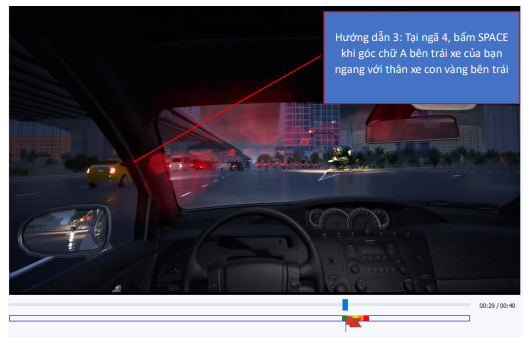 Hướng dẫn 3: Tại ngã 4, bấm SPACE
khi góc chữ A bên trái xe của bạn
ngang với thân xe con vàng bên trái
00:29 / 00:40